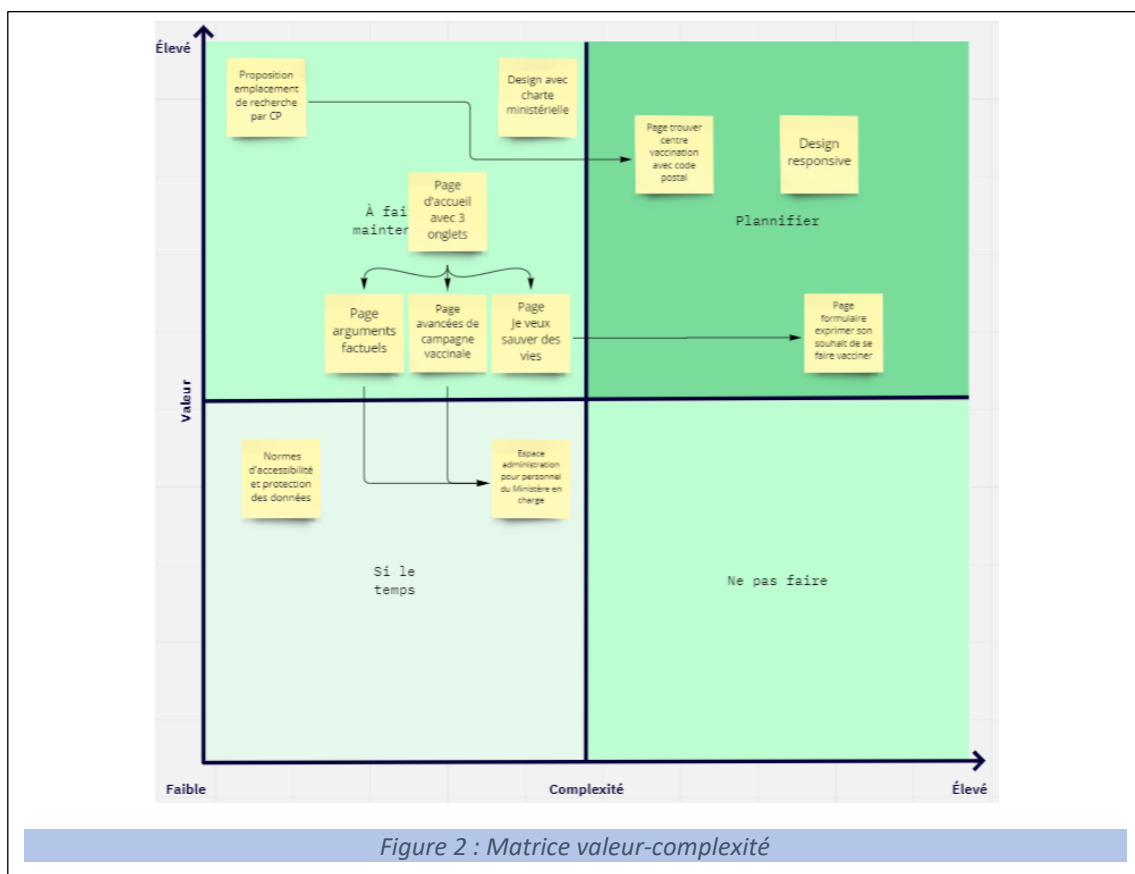 Élevé
Proposition
emplacement
de recherche
par CP
Design avec
charte
ministérielle
Page trouver
centre
vaccination
avec code
postal
Design
responsive
Page
d'accueil
avec 3
onglets
À fai
mainter
Plannifier
Page
arguments
factuels
Page
avancées de
campagne
vaccinale
Page
Je veux
sauver des
vies
Page
formulaire
exprimer son
souhait de se
faire vacciner
Valeur
Normes
d'accessibilité
et protection
des données
Espace
administration
pour personnel
du Ministère en
charge
Si le
temps
Ne pas faire
Faible
Complexité
Élevé
Figure 2 : Matrice valeur-complexité